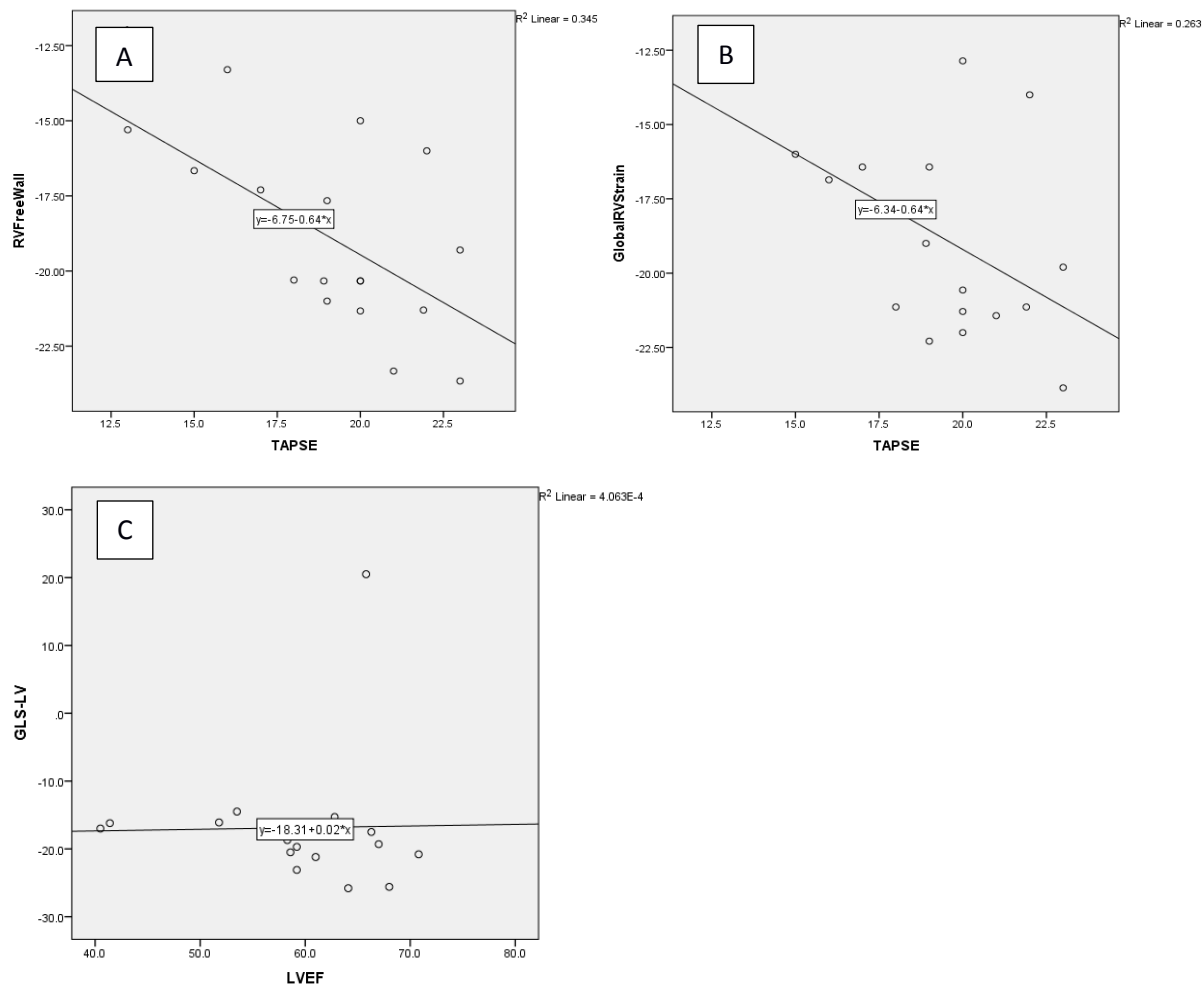 R² Linear = 0.345
A
-12.50
-15.00
-17.50
-20.00
-22.50
RVFreeWall
y=-6.75-0.64*x
12.5 15.0 17.5 20.0 22.5
TAPSE
R² Linear = 0.263
B
-12.50
-15.00
-17.50
-20.00
-22.50
GlobalRVStrain
y=-6.34-0.64*x
12.5 15.0 17.5 20.0 22.5
TAPSE
R² Linear = 4.063E-4
C
30.0
20.0
10.0
.0
-10.0
-20.0
-30.0
GLS-LV
y=-18.31+0.02*x
40.0 50.0 60.0 70.0 80.0
LVEF